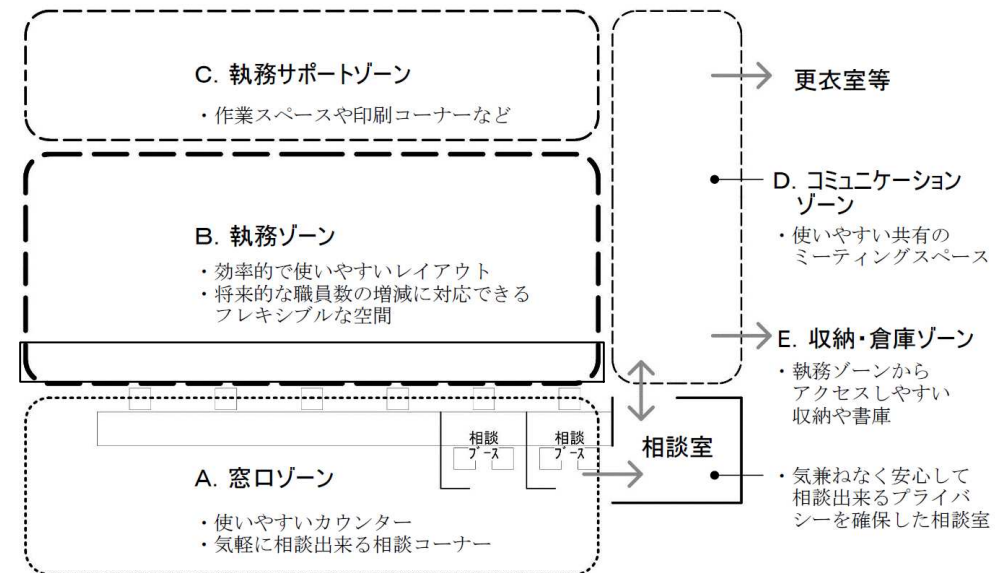 C. 執務サポートゾーン
・作業スペースや印刷コーナーなど
B. 執務ゾーン
・効率的で使いやすいレイアウト
・将来的な職員数の増減に対応できる
フレキシブルな空間
相談
ブース
相談
ブース
A. 窓口ゾーン
・使いやすいカウンター
・気軽に相談出来る相談コーナー
更衣室等
D. コミュニケーション
ゾーン
・使いやすい共有の
ミーティングスペース
E. 収納・倉庫ゾーン
・執務ゾーンから
アクセスしやすい
収納や書庫
相談室
・気兼ねなく安心して
相談出来るプライバ
シーを確保した相談室